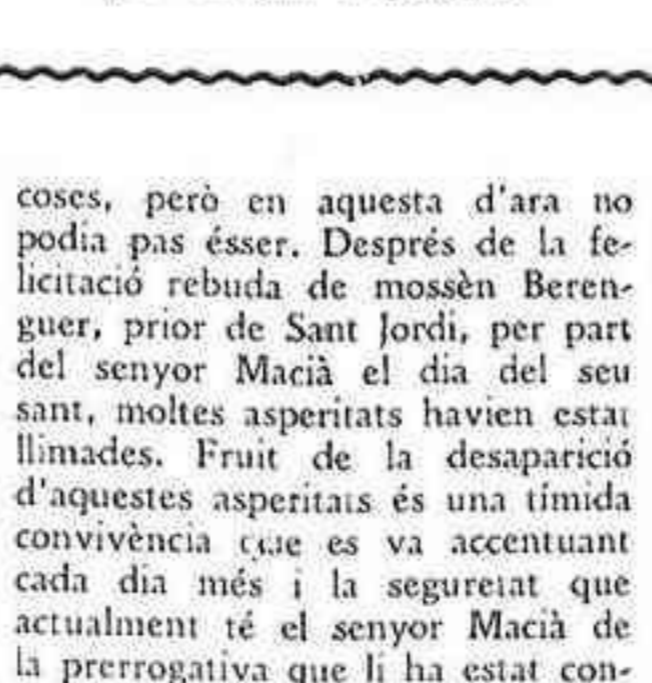 coses, però en aquesta d'ara no
podia pas ésser. Després de la fe-
licitació rebuda de mossèn Beren-
guer, prior de Sant Jordi, per part
del senyor Macià el dia del seu
sant, moltes asperitats havien estat
llimades. Fruit de la desaparició
d'aquestes asperitats és una tímida
convivència que es va accentuant
cada dia més i la seguretat que
actualment té el senyor Macià de
la prerrogativa que li ha estat con-